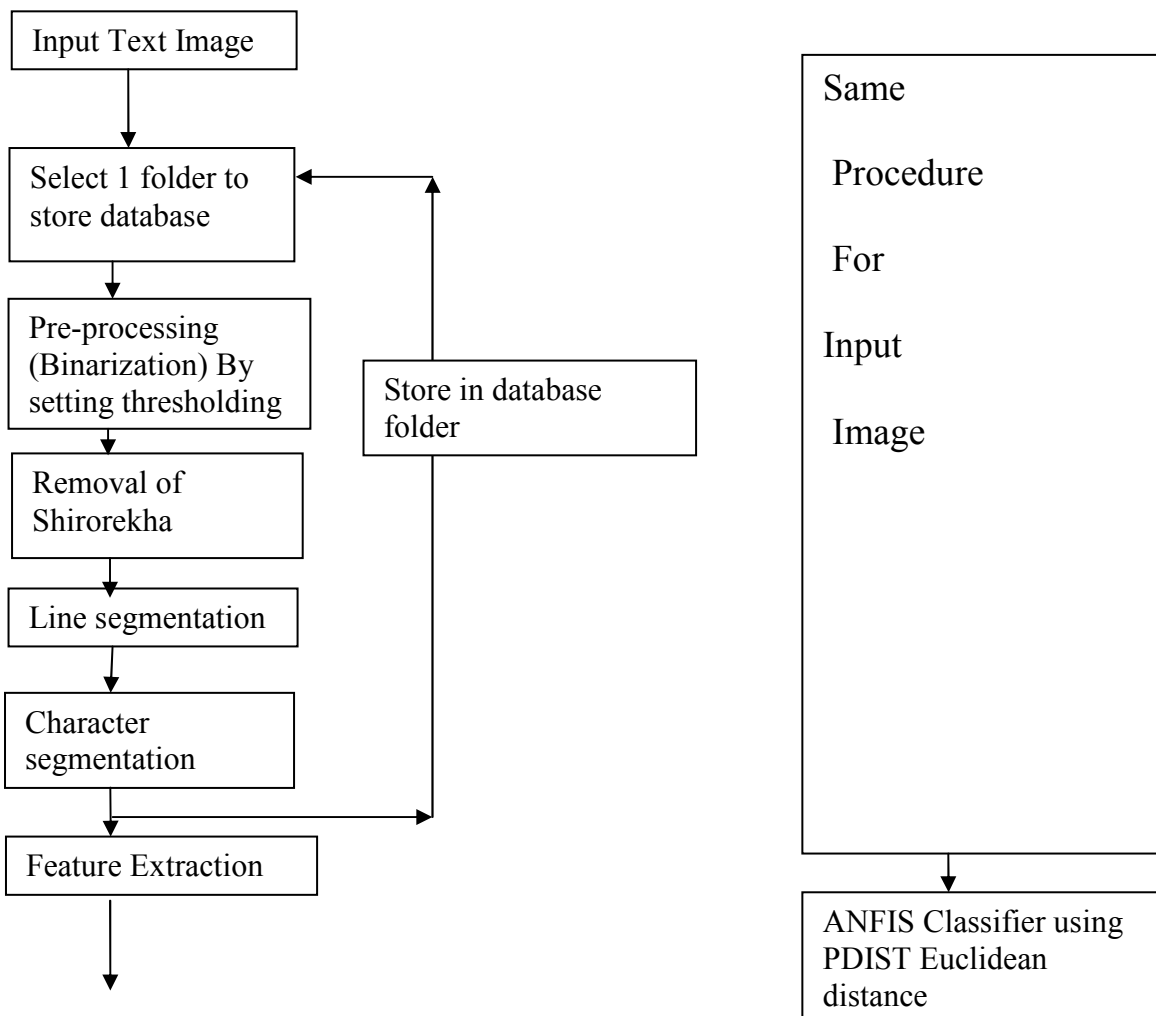 Input Text Image
Select 1 folder to
store database
Pre-processing
(Binarization) By
setting thresholding
Removal of
Shirorekha
Line segmentation
Character
segmentation
Feature Extraction
Store in database
folder
Same
Procedure
For
Input
Image
ANFIS Classifier using
PDIST Euclidean
distance